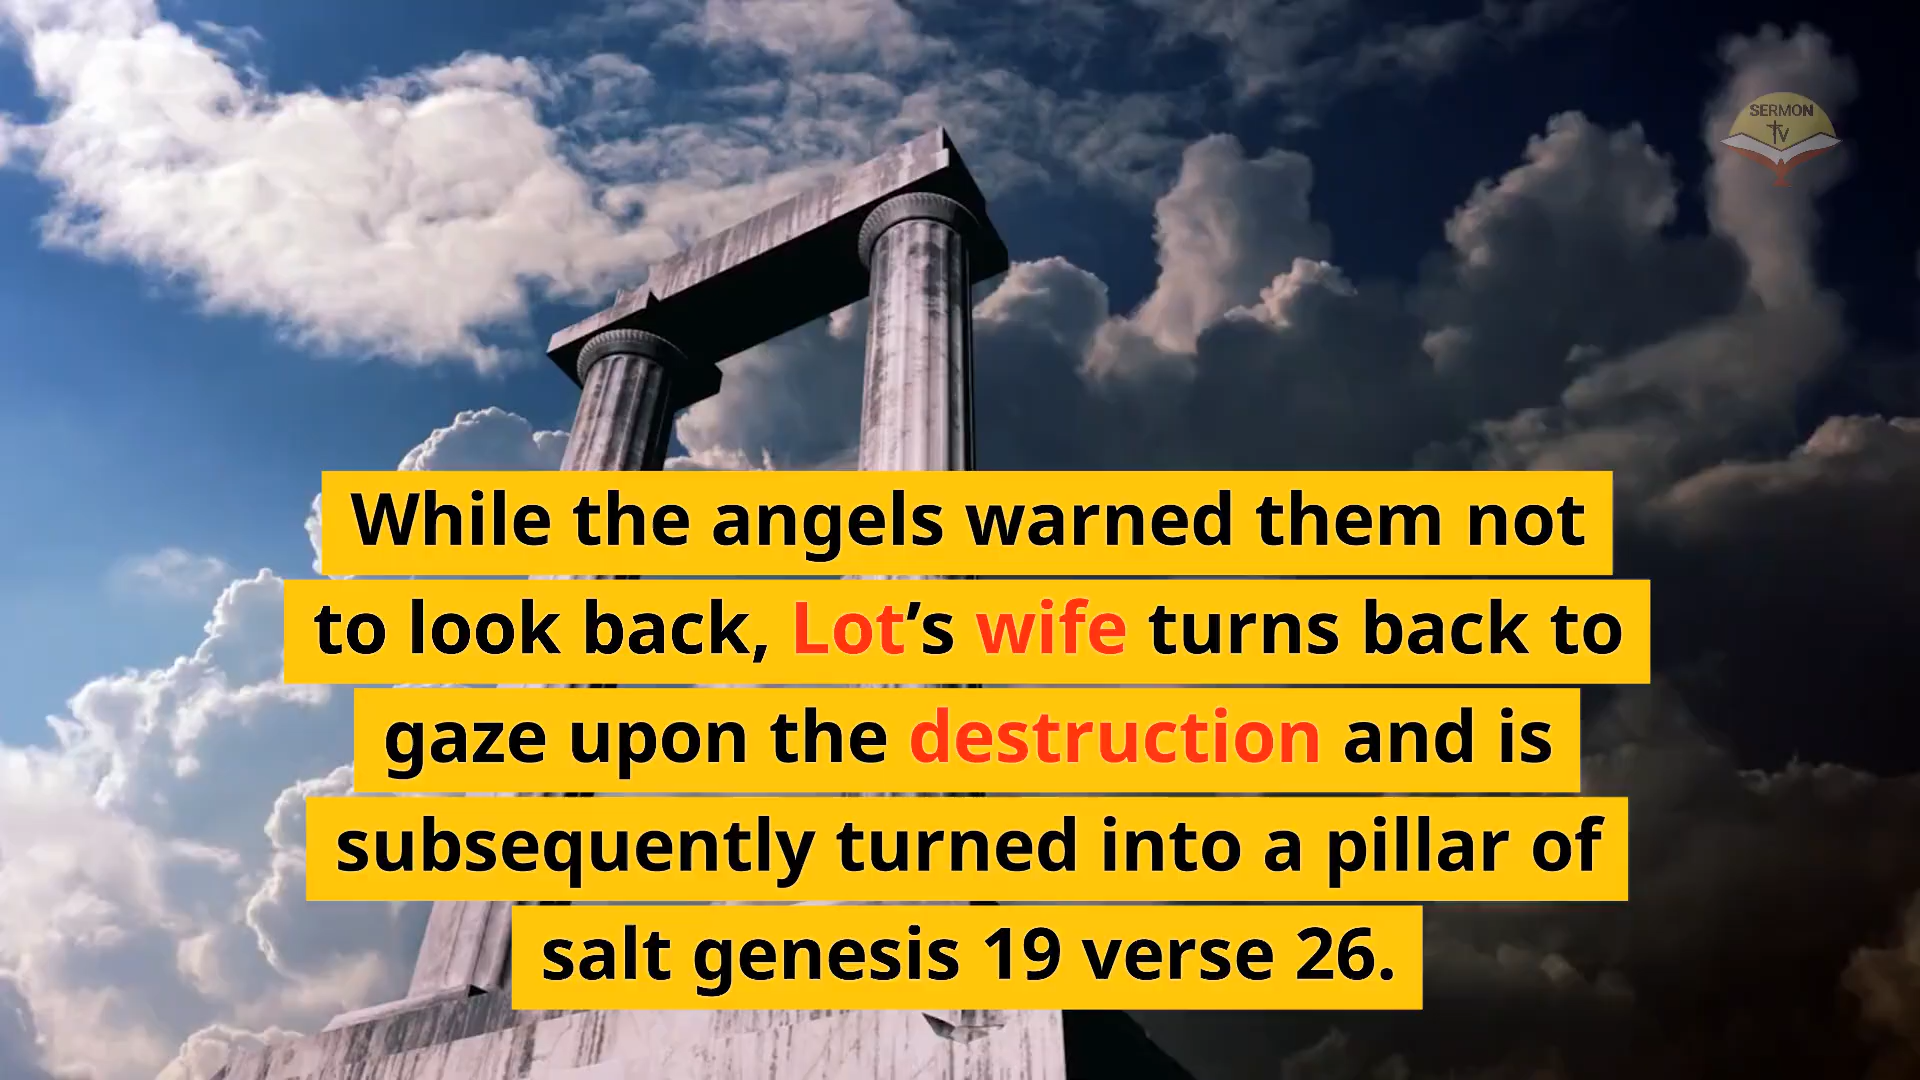 SERMON
TV
While the angels warned them not
to look back, Lot’s wife turns back to
gaze upon the destruction and is
subsequently turned into a pillar of
salt genesis 19 verse 26.